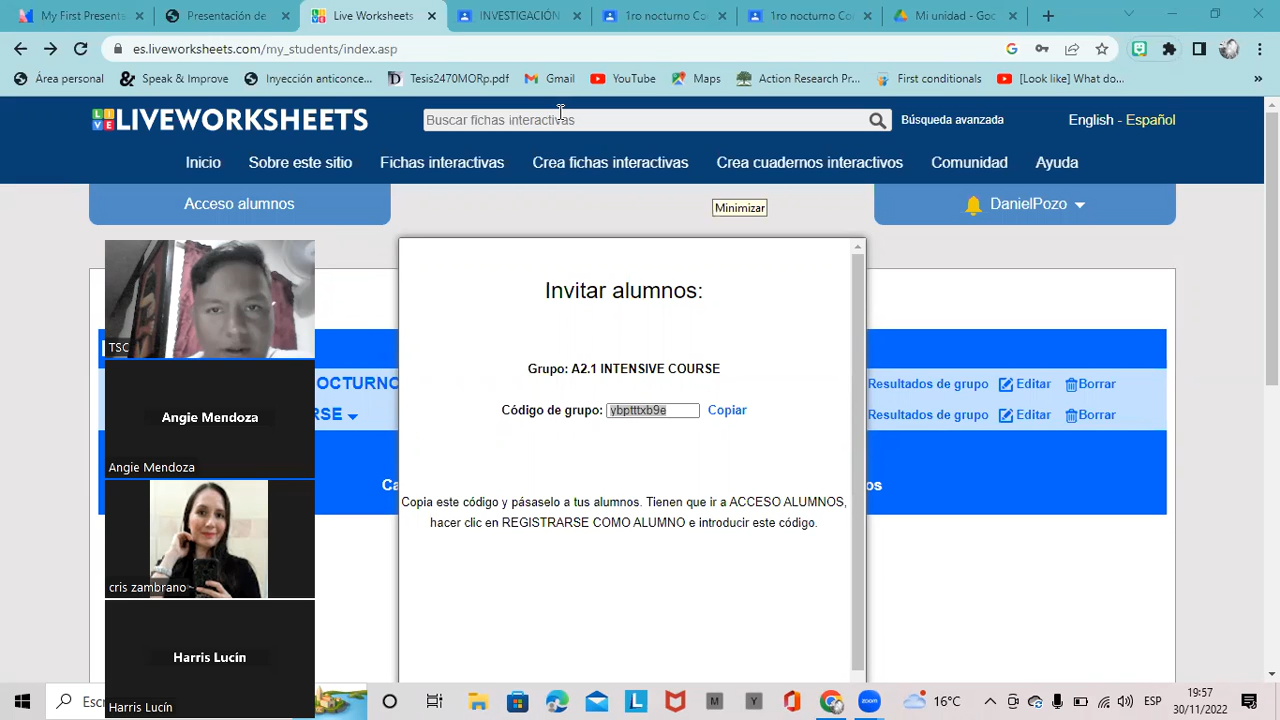 My First Presenta
Presentación de
Live Worksheets
INVESTIGACIÓN
1ro nocturno Co
1ro nocturno Co
Mi unidad - Goo
es.liveworksheets.com/my_students/index.asp
Área personal
Speak & Improve
Inyección anticonce...
Tesis2470MORp.pdf
Gmail
YouTube
Maps
Action Research Pr...
First conditionals
[Look like] What do...
»
LIVE
LIVEWORKSHEETS
Buscar fichas interactivas
Búsqueda avanzada
English - Español
Inicio
Sobre este sitio
Fichas interactivas
Crea fichas interactivas
Crea cuadernos interactivos
Comunidad
Ayuda
Acceso alumnos
Minimizar
DanielPozo
Invitar alumnos:
Grupo: A2.1 INTENSIVE COURSE
Código de grupo: ybptttxb9e Copiar
Copia este código y pásaselo a tus alumnos. Tienen que ir a ACCESO ALUMNOS,
hacer clic en REGISTRARSE COMO ALUMNO e introducir este código.
OCTURNO
Resultados de grupo Editar Borrar
RSE
Resultados de grupo Editar Borrar
Ca
os
TSC
Angie Mendoza
Angie Mendoza
cris zambrano~
Harris Lucín
Harris Lucín
Escr
L
M
Y
zoom
16°C
ESP
19:57
30/11/2022